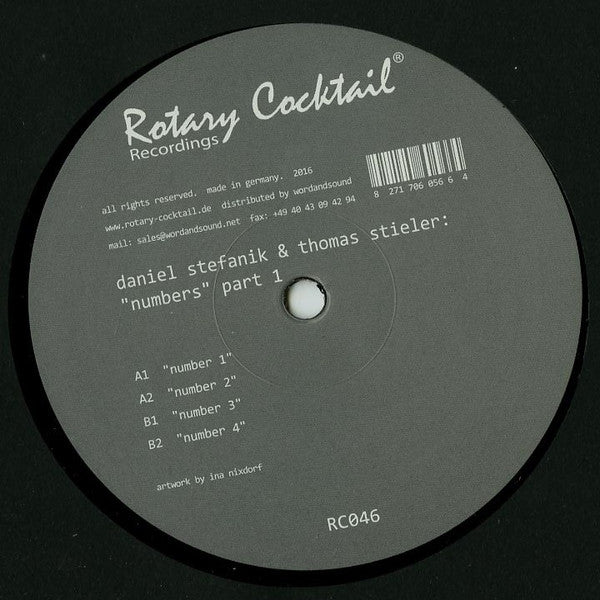 Rotary Cocktail®
Recordings
all rights reserved. made in germany. 2016
www.rotary-cocktail.de distributed by wordandsound
mail: sales@wordandsound.net fax: +49 40 43 09 42 94
8 271 706 056 6 4
daniel stefanik & thomas stieler:
"numbers" part 1
A1 "number 1"
A2 "number 2"
B1 "number 3"
B2 "number 4"
artwork by ina nixdorf
RC046